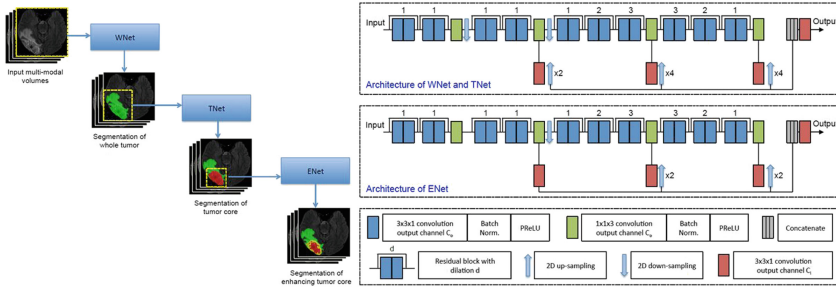 WNet
Input multi-modal
volumes
TNet
Segmentation of
whole tumor
ENet
Segmentation
of tumor core
Segmentation of
enhancing tumor core
1 1 1 1 1 2 3 3 2 1
Input
Output
x2 x4 x4
Architecture of WNet and TNet
1 1 1 1 1 2 3 3 2 1
Input
Output
x2 x2
Architecture of ENet
3x3x1 convolution
output channel Co
Batch
Norm.
PReLU
1x1x3 convolution
output channel Co
Batch
Norm.
PReLU
Concatenate
d
Residual block with
dilation d
2D up-sampling
2D down-sampling
3x3x1 convolution
output channel Cl